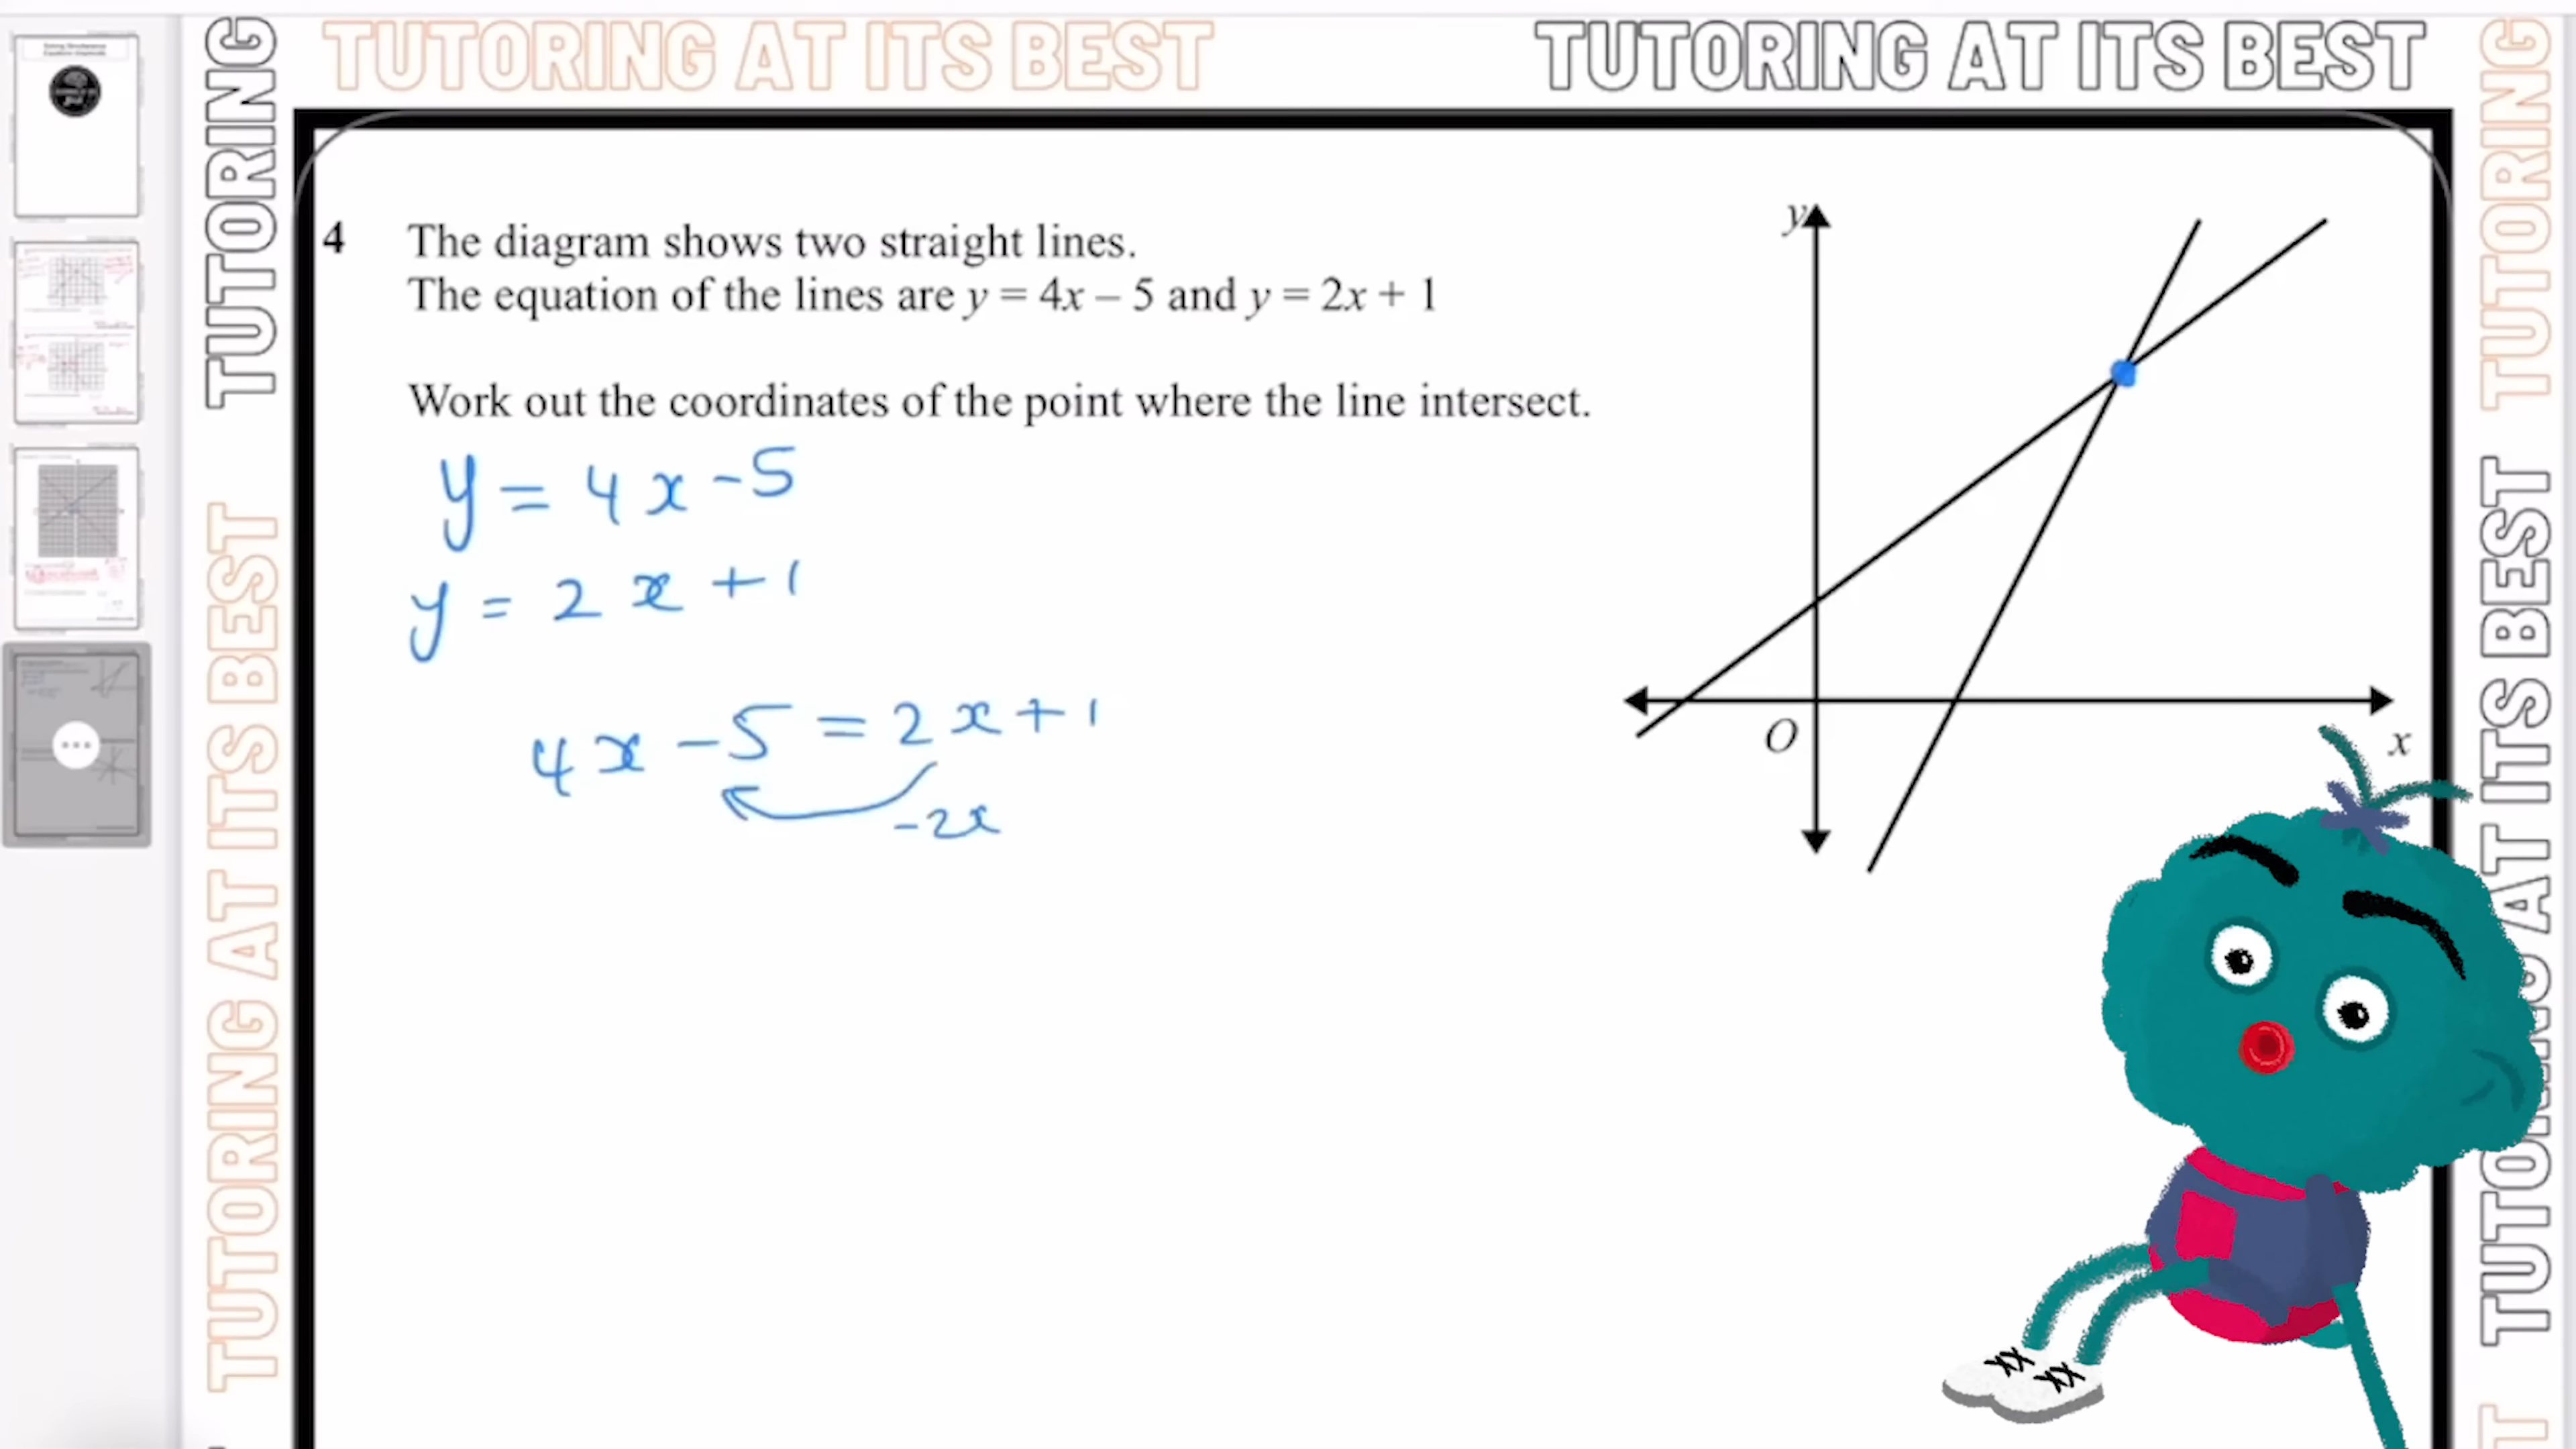 TUTORING AT ITS BEST
TUTORING AT ITS BEST
TUTORING
TUTORING AT ITS BEST
TUTORING
TUTORING AT ITS BEST
4 The diagram shows two straight lines.
The equation of the lines are y = 4x – 5 and y = 2x + 1
Work out the coordinates of the point where the line intersect.
y = 4x - 5
y = 2x + 1
4x - 5 = 2x + 1
-2x
y
O
x